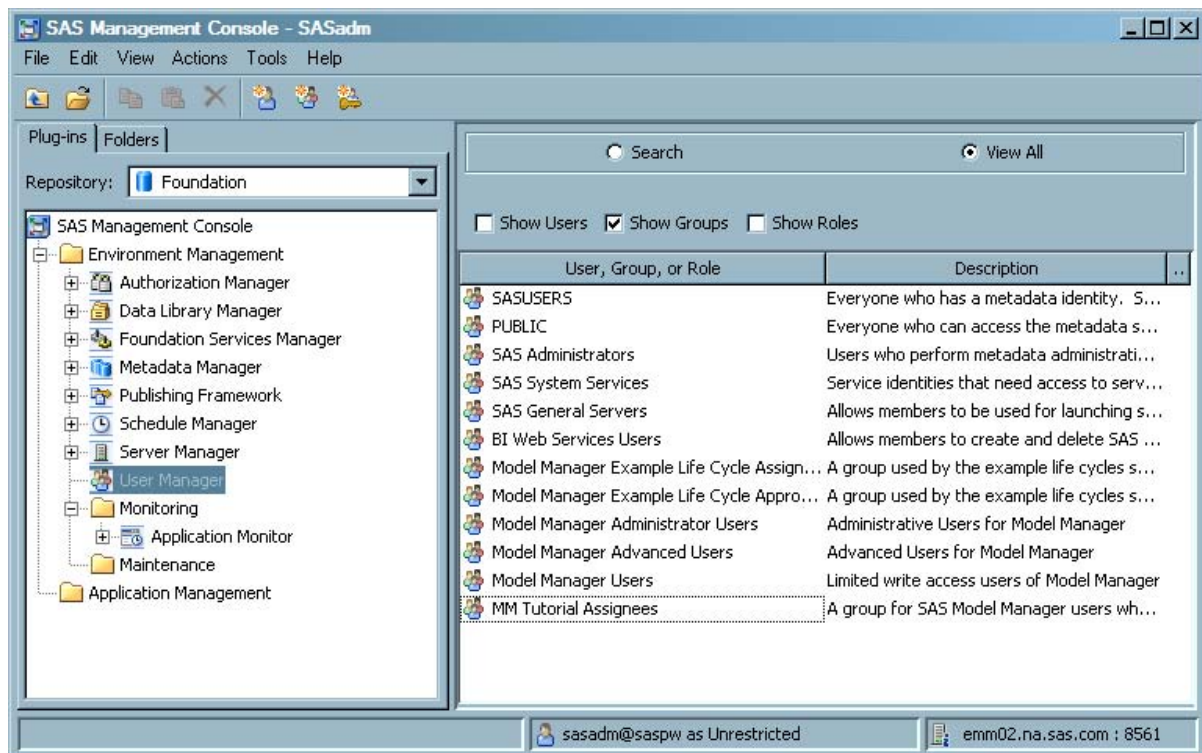 SAS Management Console - SASadm
File Edit View Actions Tools Help
Plug-ins Folders
Repository: Foundation
SAS Management Console
Environment Management
Authorization Manager
Data Library Manager
Foundation Services Manager
Metadata Manager
Publishing Framework
Schedule Manager
Server Manager
User Manager
Monitoring
Application Monitor
Maintenance
Application Management
Search View All
Show Users Show Groups Show Roles
User, Group, or Role Description ..
SASUSERS Everyone who has a metadata identity. S...
PUBLIC Everyone who can access the metadata s...
SAS Administrators Users who perform metadata administrati...
SAS System Services Service identities that need access to serv...
SAS General Servers Allows members to be used for launching s...
BI Web Services Users Allows members to create and delete SAS ...
Model Manager Example Life Cycle Assign... A group used by the example life cycles s...
Model Manager Example Life Cycle Appro... A group used by the example life cycles s...
Model Manager Administrator Users Administrative Users for Model Manager
Model Manager Advanced Users Advanced Users for Model Manager
Model Manager Users Limited write access users of Model Manager
MM Tutorial Assignees A group for SAS Model Manager users wh...
sasadm@saspw as Unrestricted emm02.na.sas.com : 8561